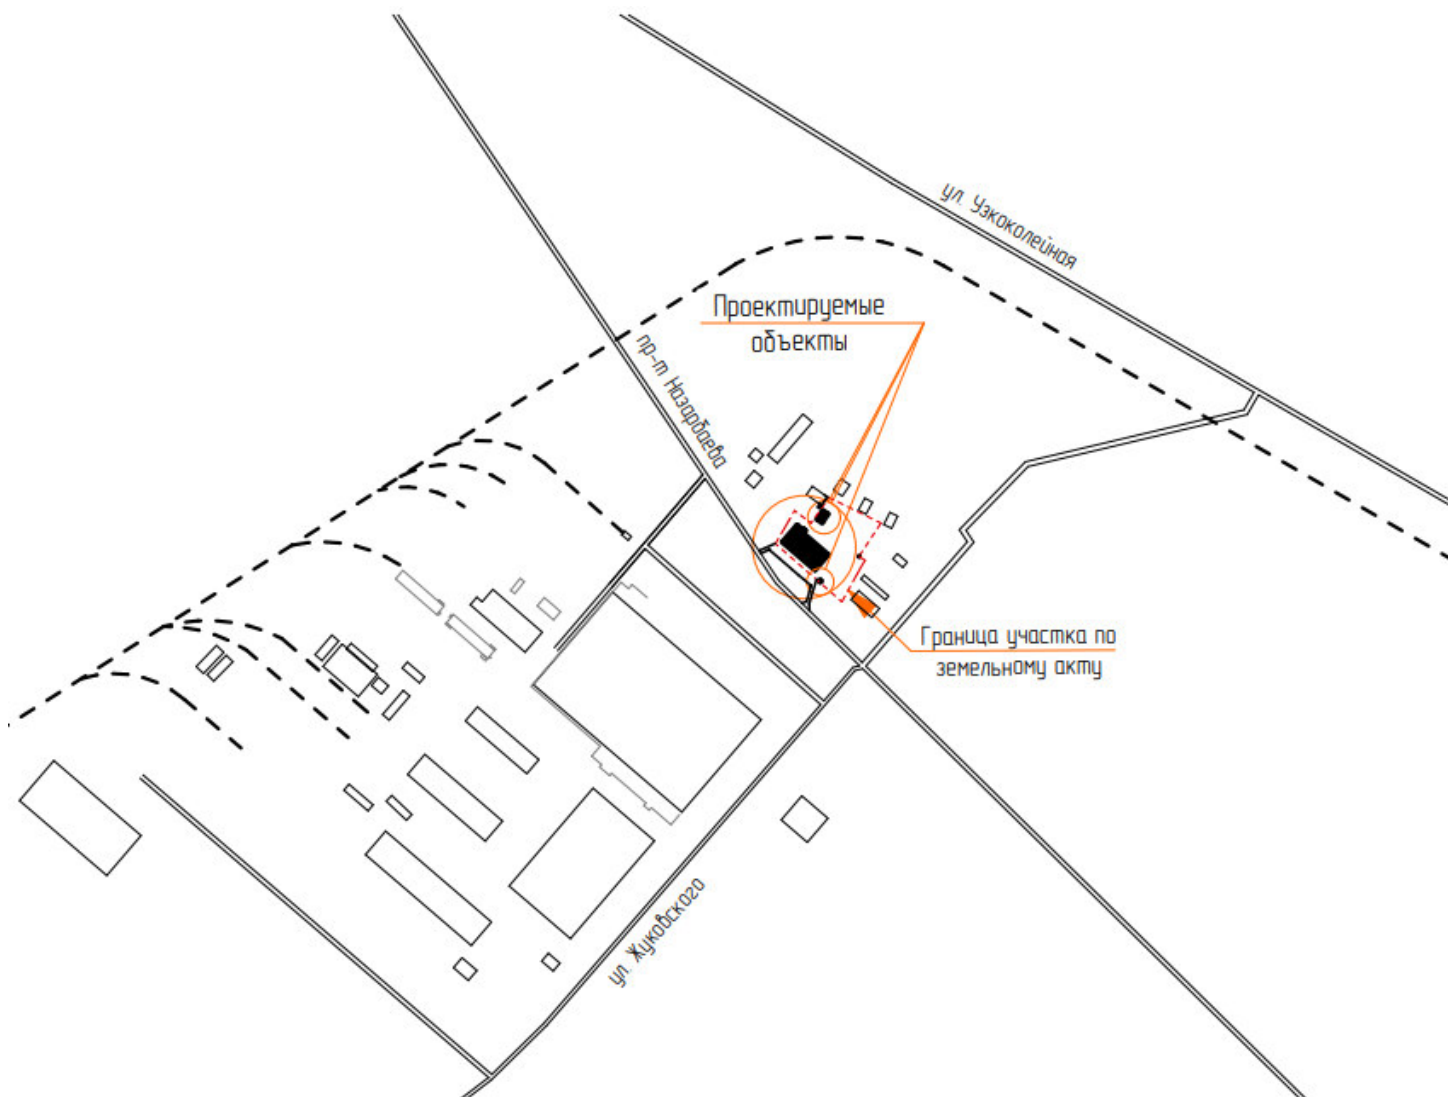 ул. Узкоколейная
Проектируемые
объекты
пр-т Назарбаева
Граница участка по
земельному акту
ул. Жуковского